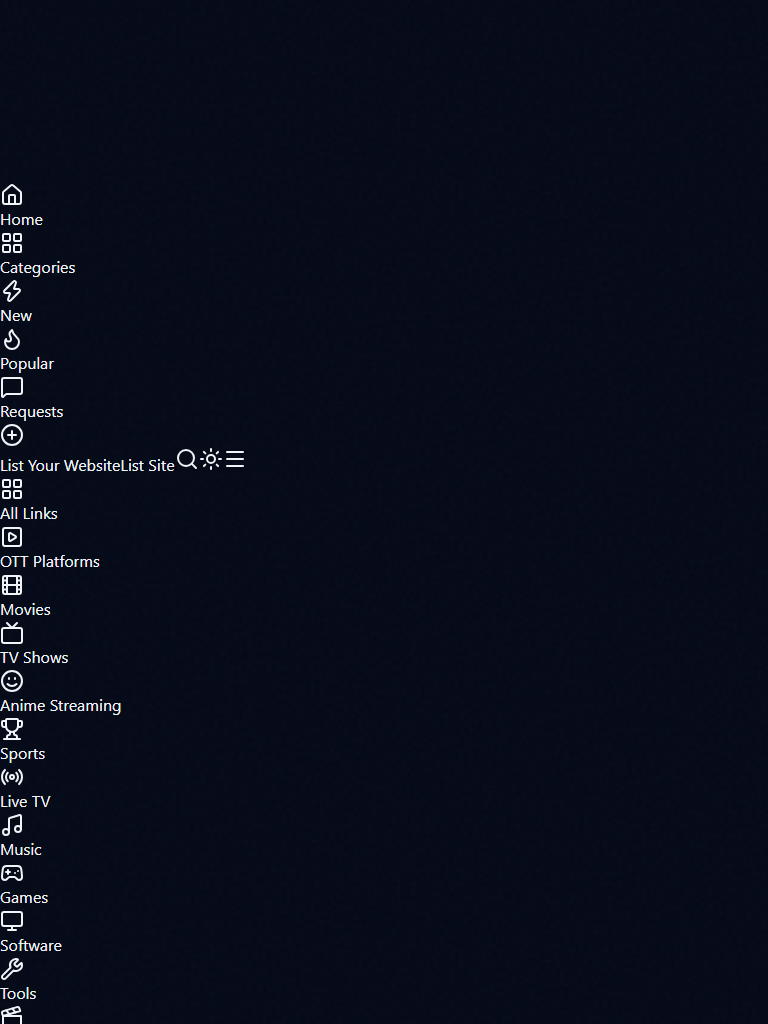 Home
Categories
New
Popular
Requests
List Your WebsiteList Site
All Links
OTT Platforms
Movies
TV Shows
Anime Streaming
Sports
Live TV
Music
Games
Software
Tools